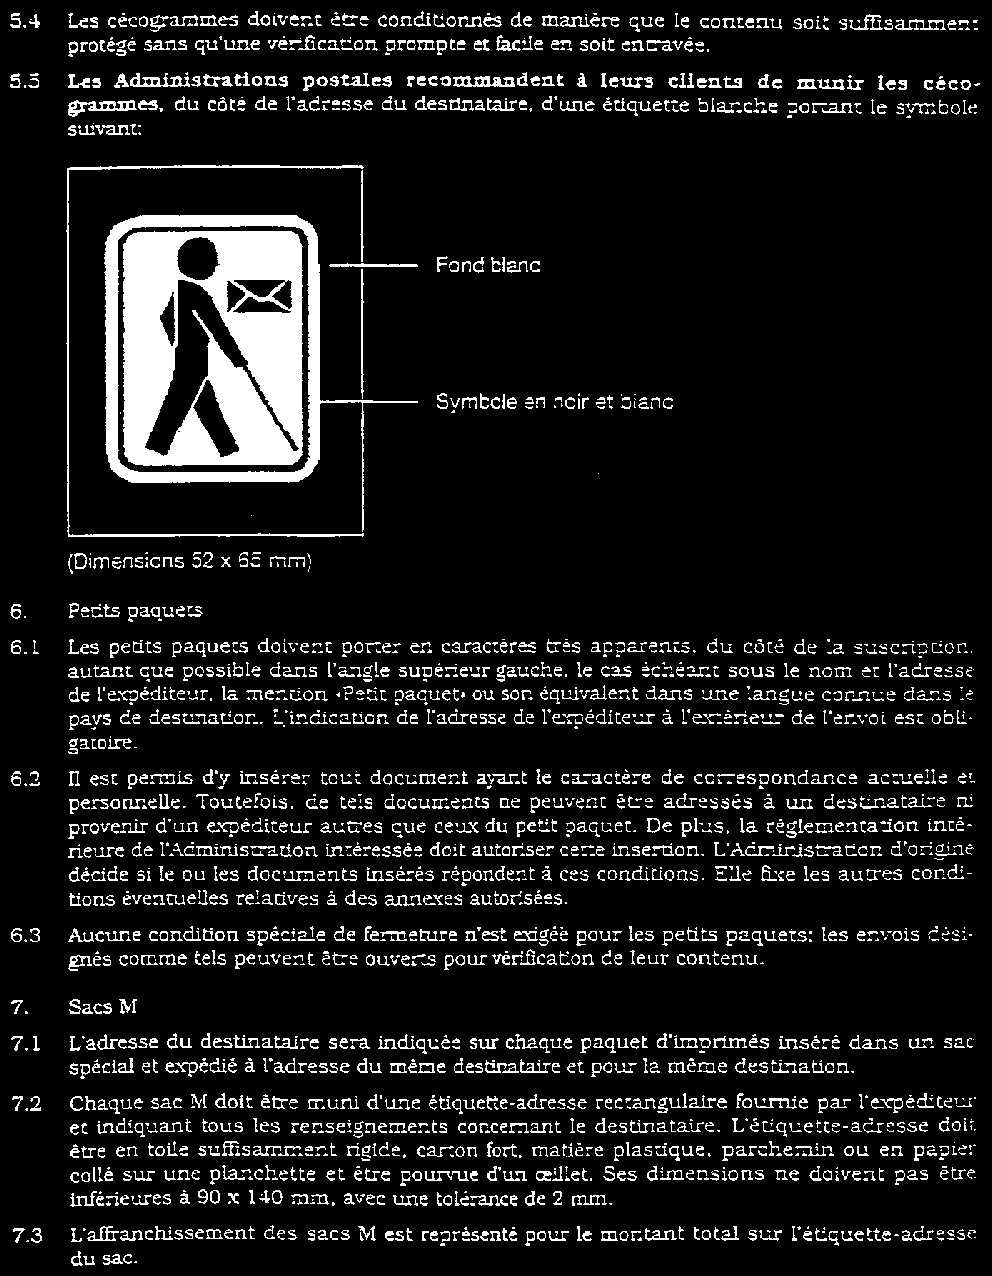 5.4 Les cécogrammes doivent être conditionnés de manière que le contenu soit suffisamment
protégé sans qu'une vérification prompte et facile en soit entravée.
5.5 Les Administrations postales recommandent à leurs clients de munir les céco-
grammes, du côté de l'adresse du destinataire, d'une étiquette blanche portant le symbole
suivant:
Fond blanc
Symbole en noir et blanc
(Dimensions 52 x 65 mm)
6. Petits paquets
6.1 Les petits paquets doivent porter en caractères très apparents, du côté de la suscription,
autant que possible dans l'angle supérieur gauche, le cas échéant sous le nom et l'adresse
de l'expéditeur, la mention «Petit paquet» ou son équivalent dans une langue connue dans le
pays de destination. L'indication de l'adresse de l'expéditeur à l'extérieur de l'envoi est obli-
gatoire.
6.2 Il est permis d'y insérer tout document ayant le caractère de correspondance actuelle et
personnelle. Toutefois, de tels documents ne peuvent être adressés à un destinataire ni
provenir d'un expéditeur autres que ceux du petit paquet. De plus, la réglementation inté-
rieure de l'Administration intéressée doit autoriser cette insertion. L'Administration d'origine
décide si le ou les documents insérés répondent à ces conditions. Elle fixe les autres condi-
tions éventuelles relatives à des annexes autorisées.
6.3 Aucune condition spéciale de fermeture n'est exigée pour les petits paquets; les envois dési-
gnés comme tels peuvent être ouverts pour vérification de leur contenu.
7. Sacs M
7.1 L'adresse du destinataire sera indiquée sur chaque paquet d'imprimés inséré dans un sac
spécial et expédié à l'adresse du même destinataire et pour la même destination.
7.2 Chaque sac M doit être muni d'une étiquette-adresse rectangulaire fournie par l'expéditeur
et indiquant tous les renseignements concernant le destinataire. L'étiquette-adresse doit
être en toile suffisamment rigide, carton fort, matière plastique, parchemin ou en papier
collé sur une planchette et être pourvue d'un œillet. Ses dimensions ne doivent pas être
inférieures à 90 x 140 mm, avec une tolérance de 2 mm.
7.3 L'affranchissement des sacs M est représenté pour le montant total sur l'étiquette-adresse
du sac.